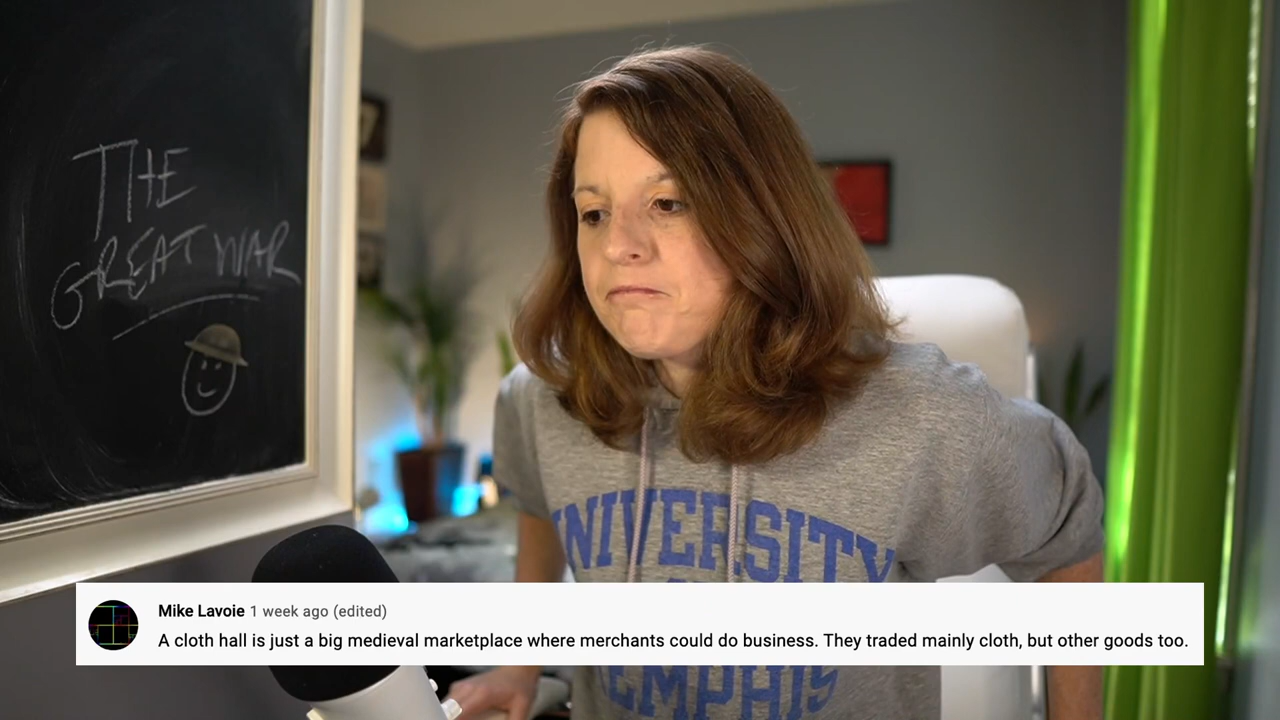 THE
GREAT WAR
UNIVERSITY
MEMPHIS
Mike Lavoie 1 week ago (edited)
A cloth hall is just a big medieval marketplace where merchants could do business. They traded mainly cloth, but other goods too.